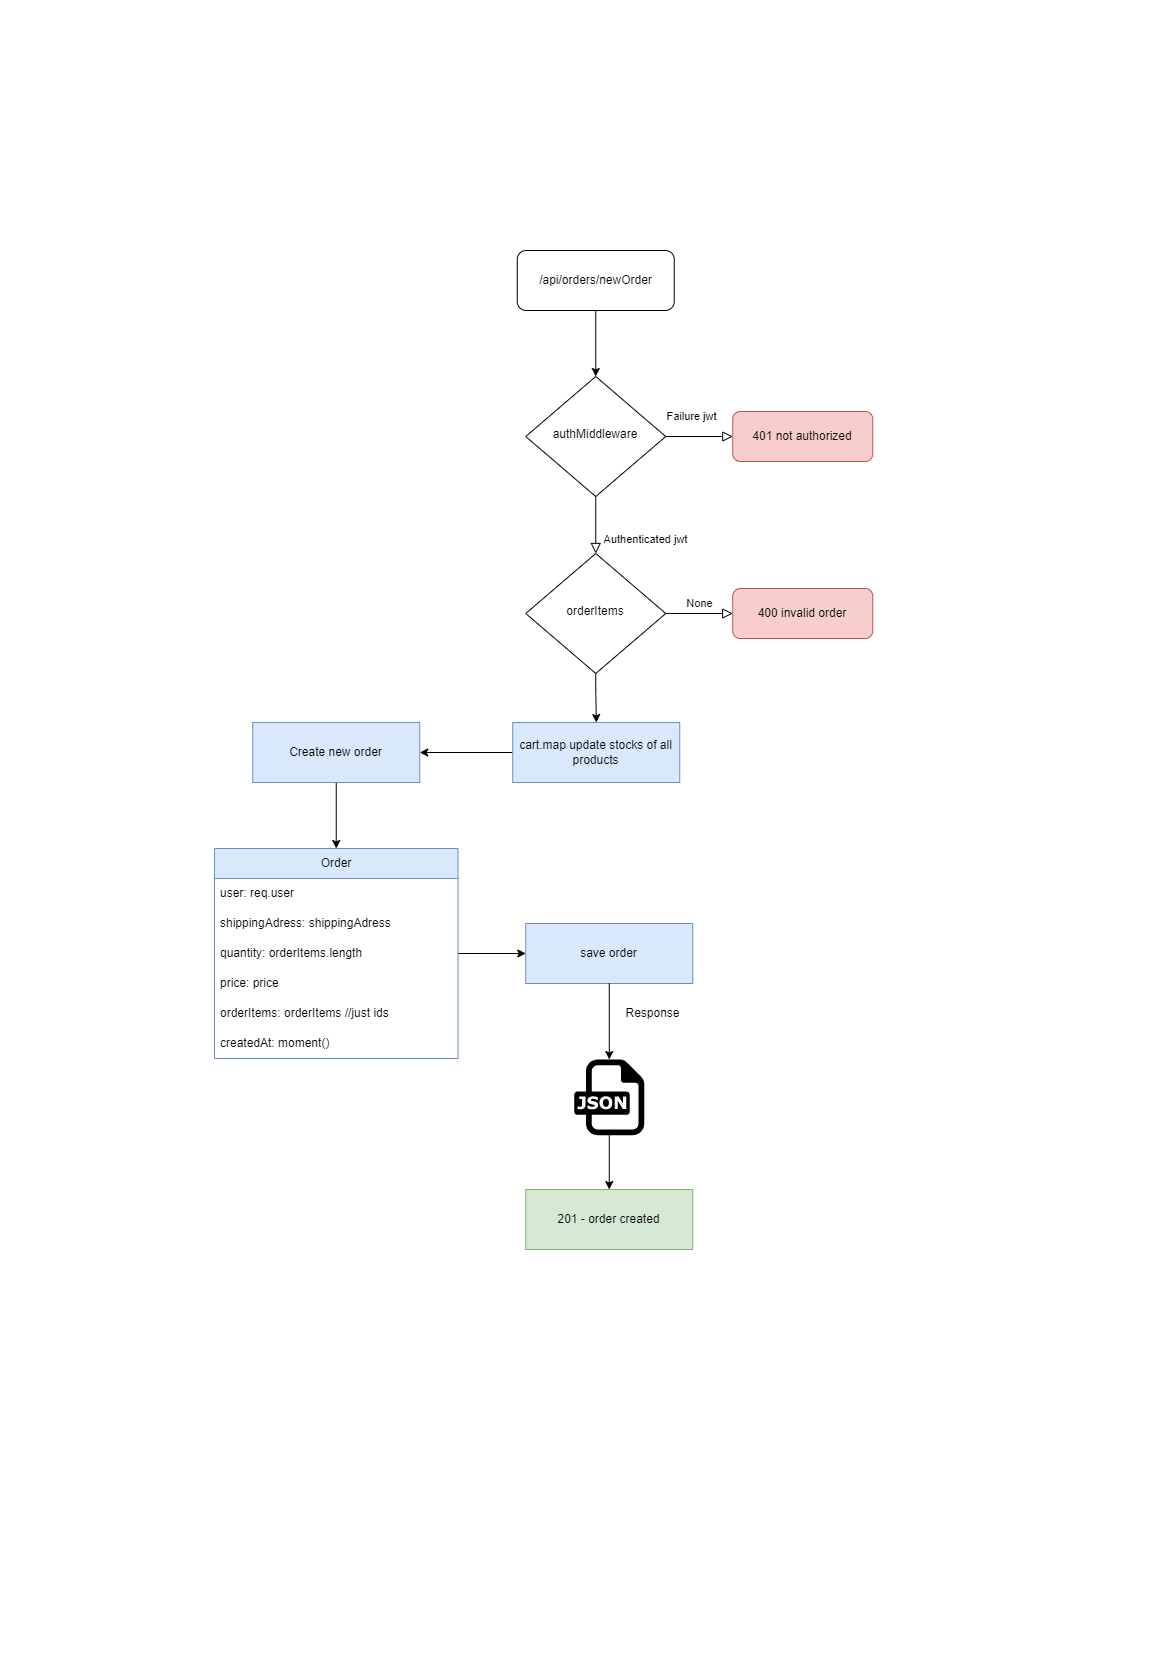 /api/orders/newOrder
authMiddleware
Failure jwt
401 not authorized
Authenticated jwt
orderItems
None
400 invalid order
cart.map update stocks of all
products
Create new order
Order
user: req.user
shippingAdress: shippingAdress
quantity: orderItems.length
price: price
orderItems: orderItems //just ids
createdAt: moment()
save order
Response
JSON
201 - order created